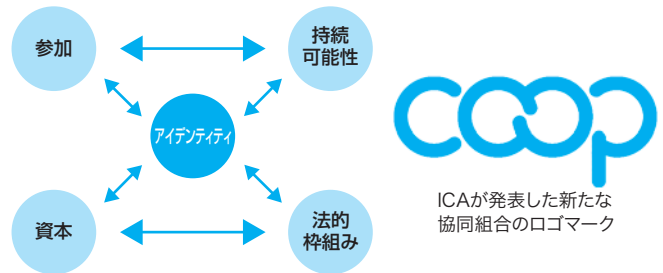 参加
持続
可能性
アイデンティティ
資本
法的
枠組み
coop
ICAが発表した新たな
協同組合のロゴマーク